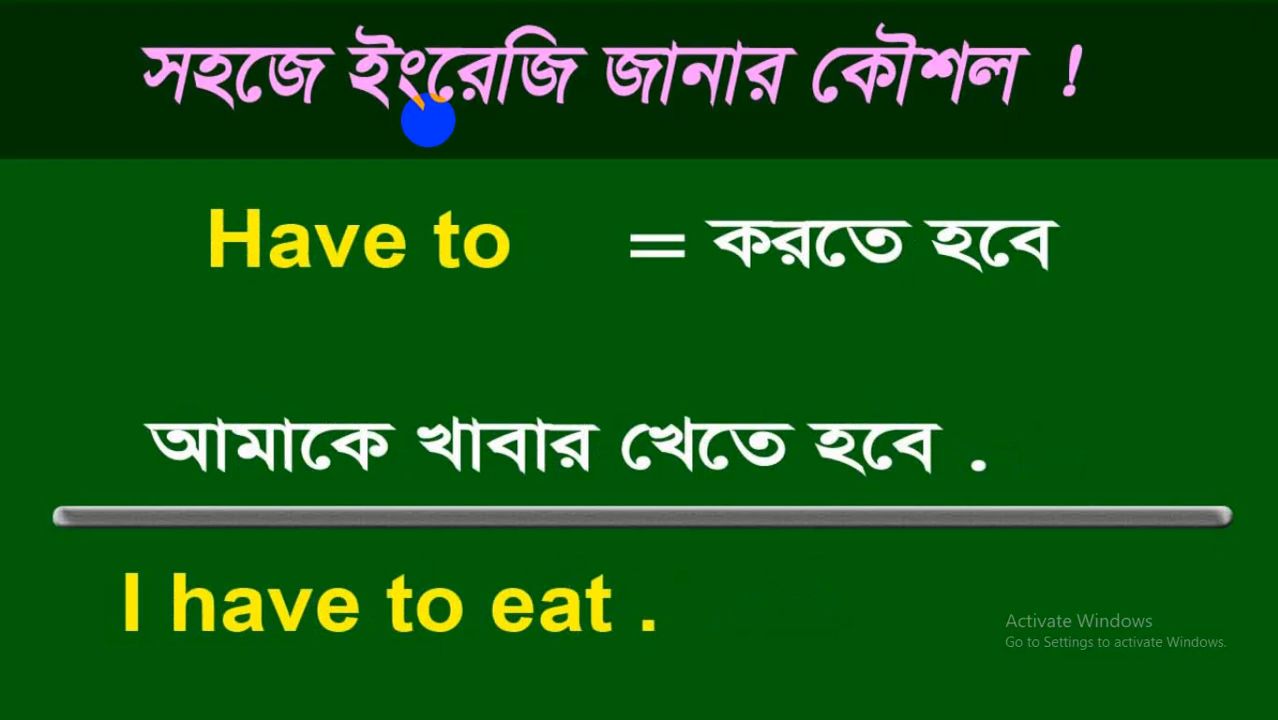 সহজে ইংরেজি জানার কৌশল !
Have to = করতে হবে
আমাকে খাবার খেতে হবে .
I have to eat .
Activate Windows
Go to Settings to activate Windows.